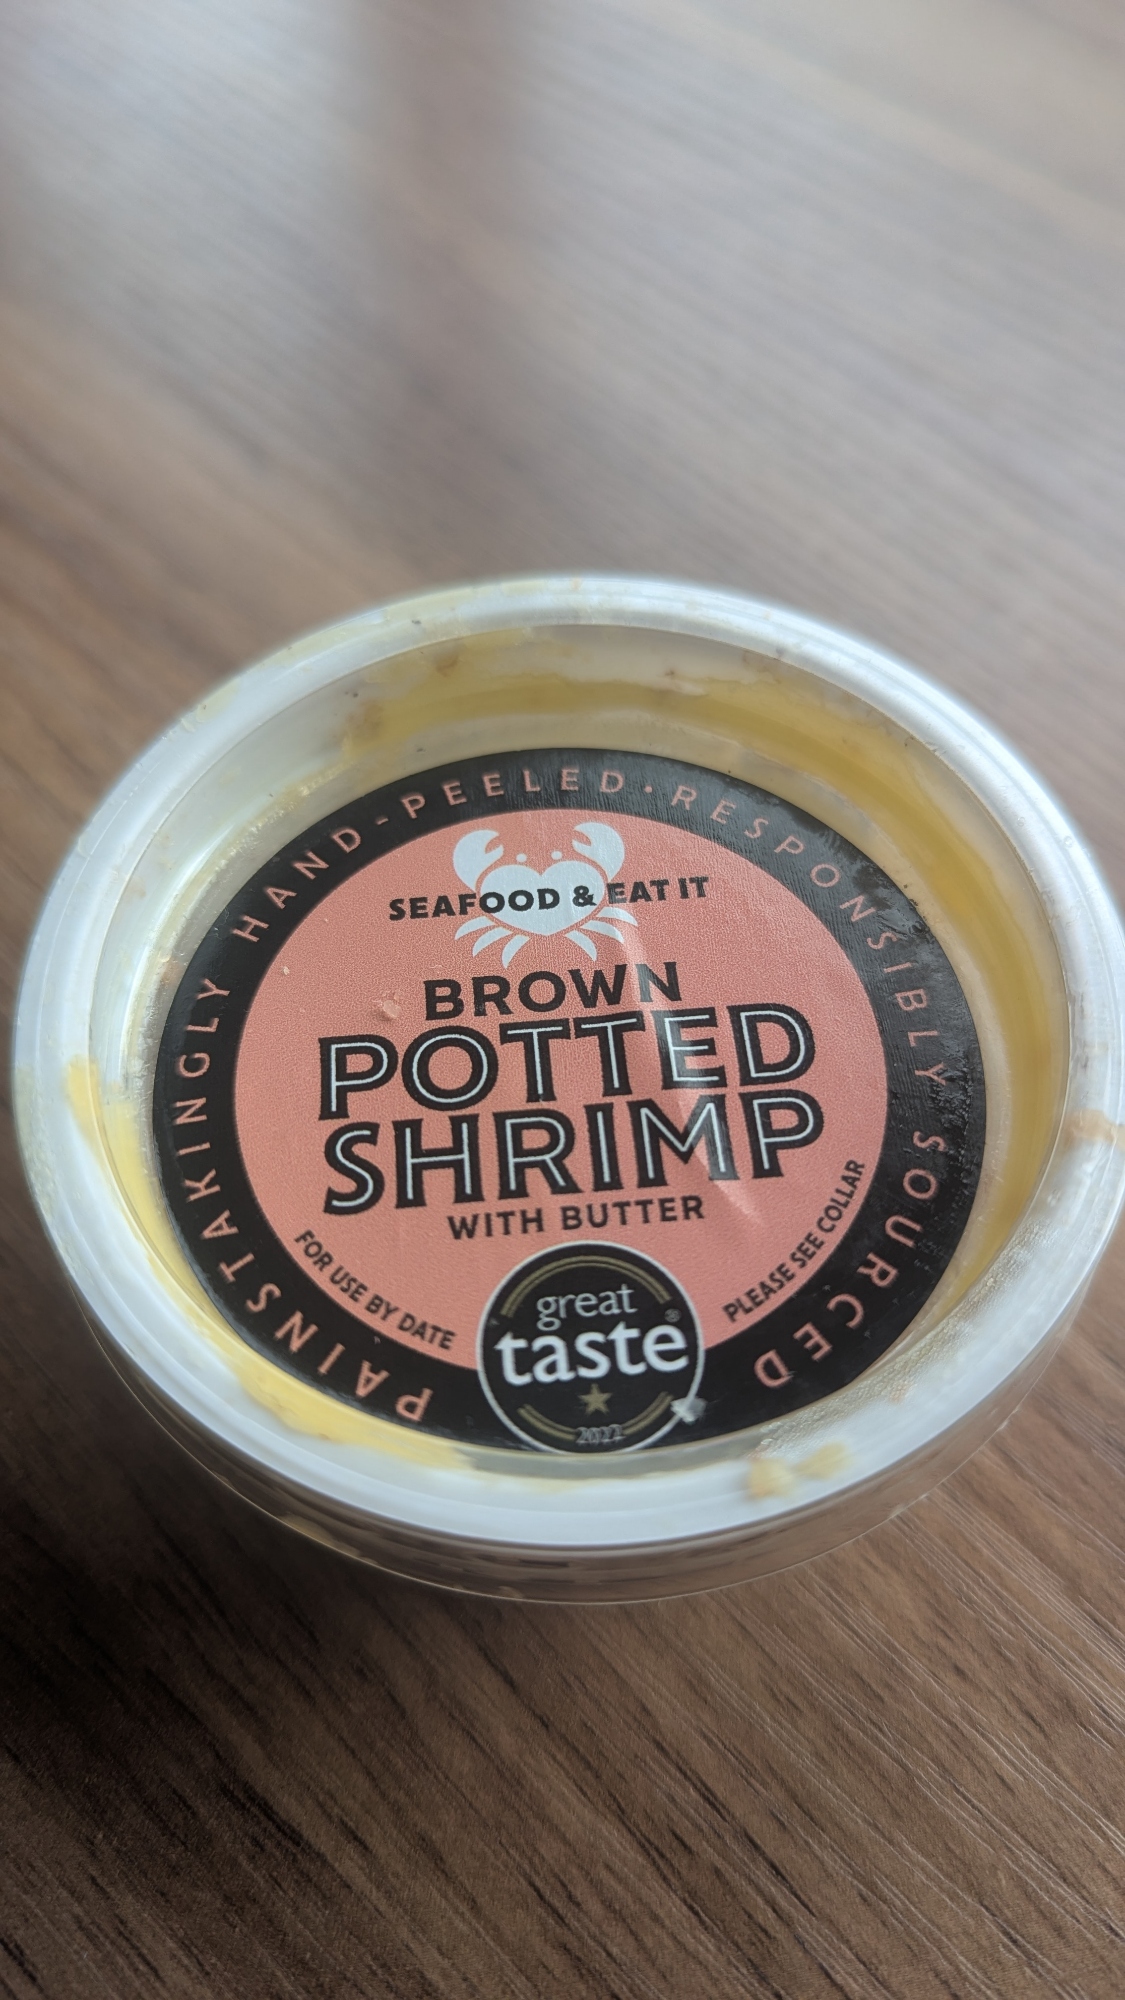 PAINSTAKINGLY HAND-PEELED·RESPONSIBLY SOURCED
SEAFOOD & EAT IT
BROWN
POTTED
SHRIMP
WITH BUTTER
FOR USE BY DATE
PLEASE SEE COLLAR
great
taste®